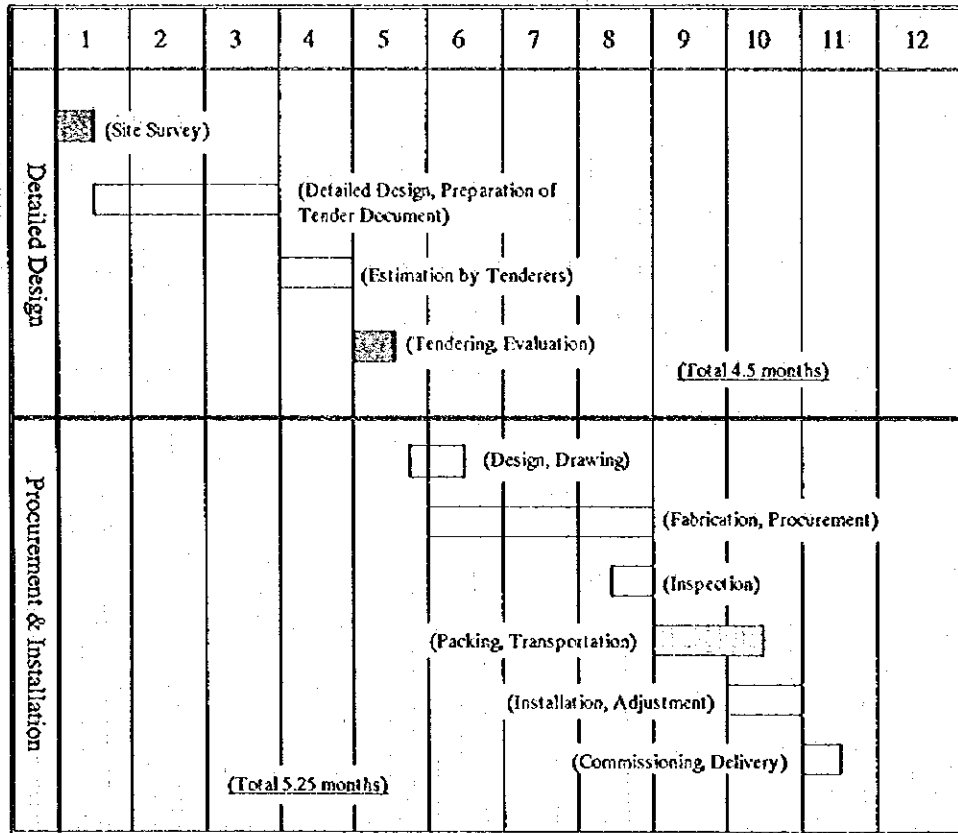 1 2 3 4 5 6 7 8 9 10 11 12
Detailed Design
(Site Survey)
(Detailed Design, Preparation of
Tender Document)
(Estimation by Tenderers)
(Tendering, Evaluation)
(Total 4.5 months)
Procurement & Installation
(Design, Drawing)
(Fabrication, Procurement)
(Inspection)
(Packing, Transportation)
(Installation, Adjustment)
(Commissioning, Delivery)
(Total 5.25 months)